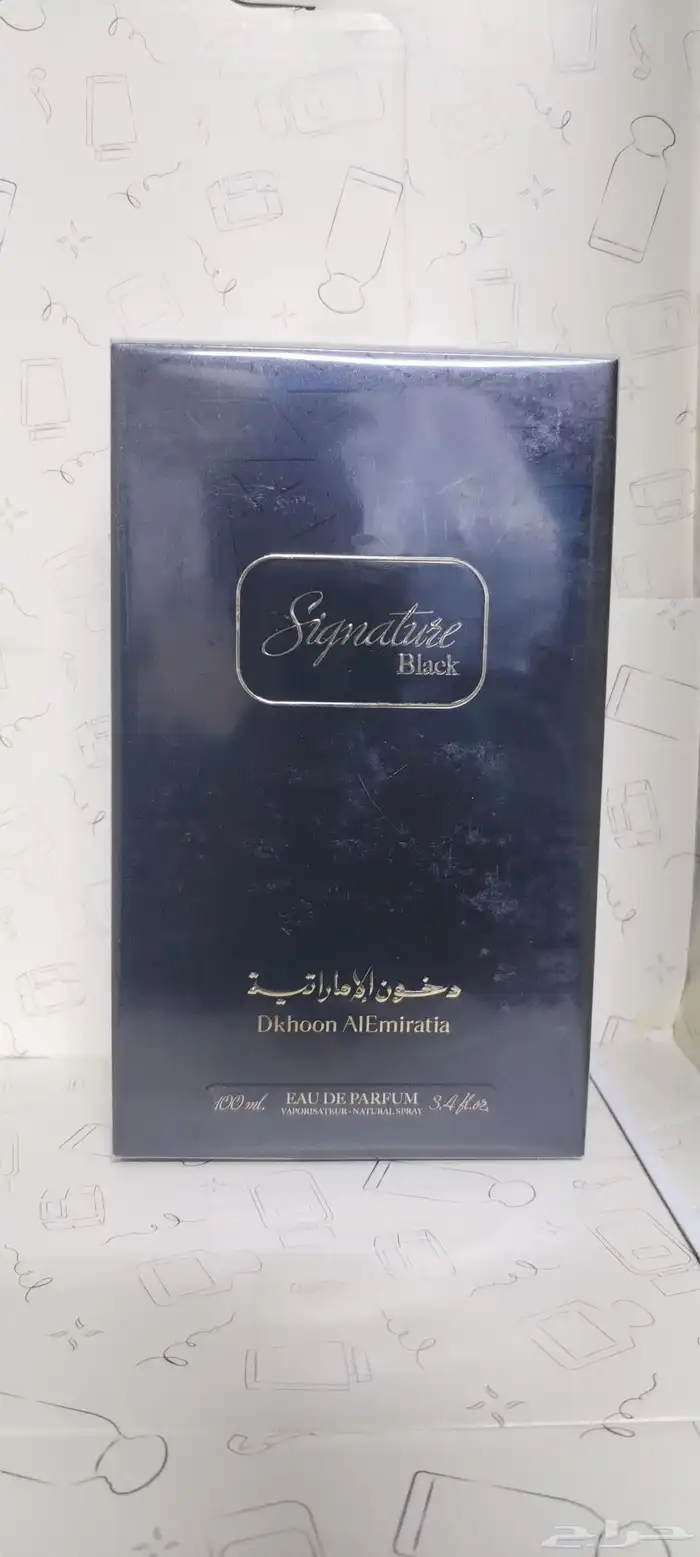 Signature
Black
دخون الإماراتية
Dkhoon AlEmiratia
100 ml. EAU DE PARFUM 3.4 fl.oz.
VAPORISATEUR - NATURAL SPRAY
حراج